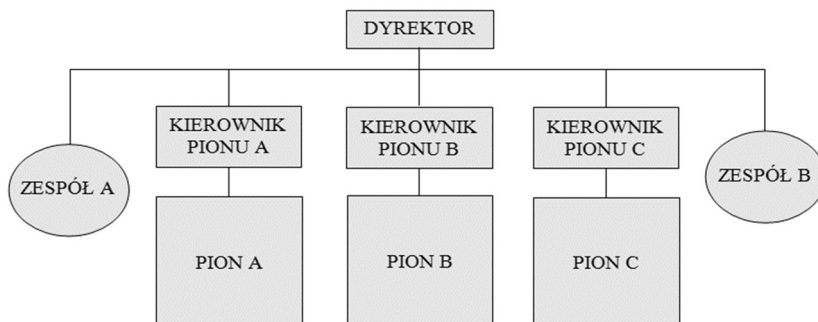 DYREKTOR
KIEROWNIK
PIONU A
KIEROWNIK
PIONU B
KIEROWNIK
PIONU C
ZESPÓŁ A
ZESPÓŁ B
PION A
PION B
PION C